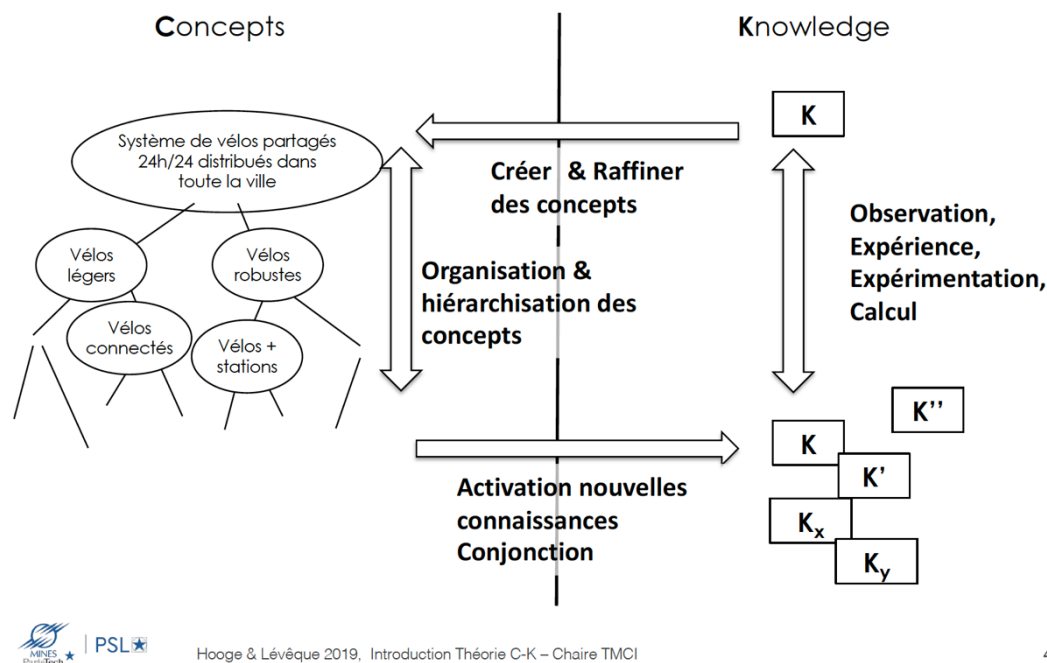 Concepts
Knowledge
Système de vélos partagés
24h/24 distribués dans
toute la ville
Vélos
légers
Vélos
robustes
Vélos
connectés
Vélos +
stations
Créer & Raffiner
des concepts
Organisation &
hiérarchisation des
concepts
Activation nouvelles
connaissances
Conjonction
K
Observation,
Expérience,
Expérimentation,
Calcul
K''
K
K'
Kx
Ky
MINES
ParisTech
PSL
Hooge & Lévêque 2019, Introduction Théorie C-K – Chaire TMCI
4